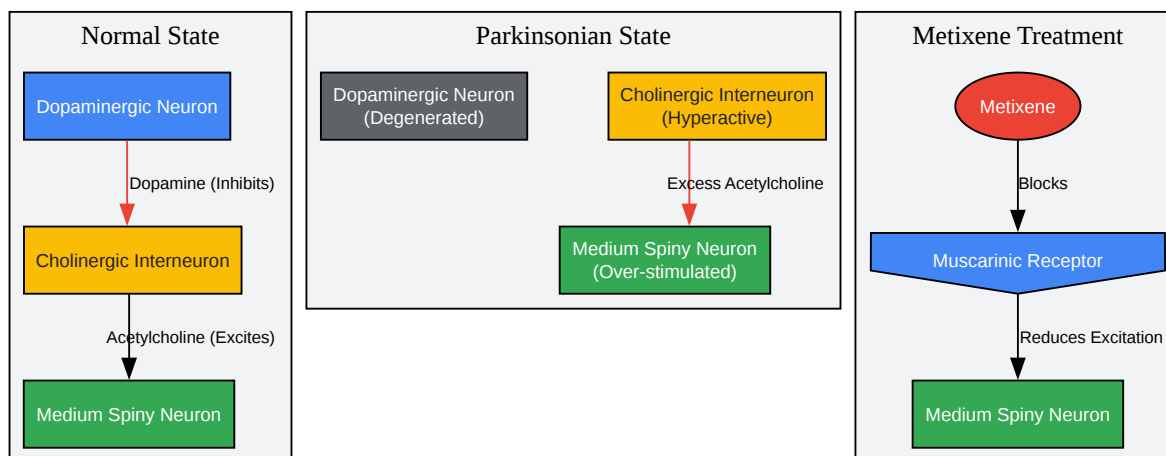 Normal State
Dopaminergic Neuron
Dopamine (Inhibits)
Cholinergic Interneuron
Acetylcholine (Excites)
Medium Spiny Neuron
Parkinsonian State
Dopaminergic Neuron
(Degenerated)
Cholinergic Interneuron
(Hyperactive)
Excess Acetylcholine
Medium Spiny Neuron
(Over-stimulated)
Metixene Treatment
Metixene
Blocks
Muscarinic Receptor
Reduces Excitation
Medium Spiny Neuron